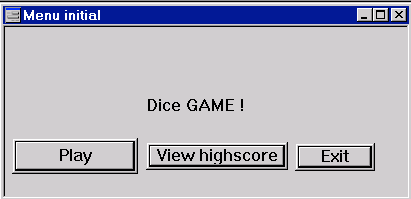 Menu initial
Dice GAME !
Play
View highscore
Exit